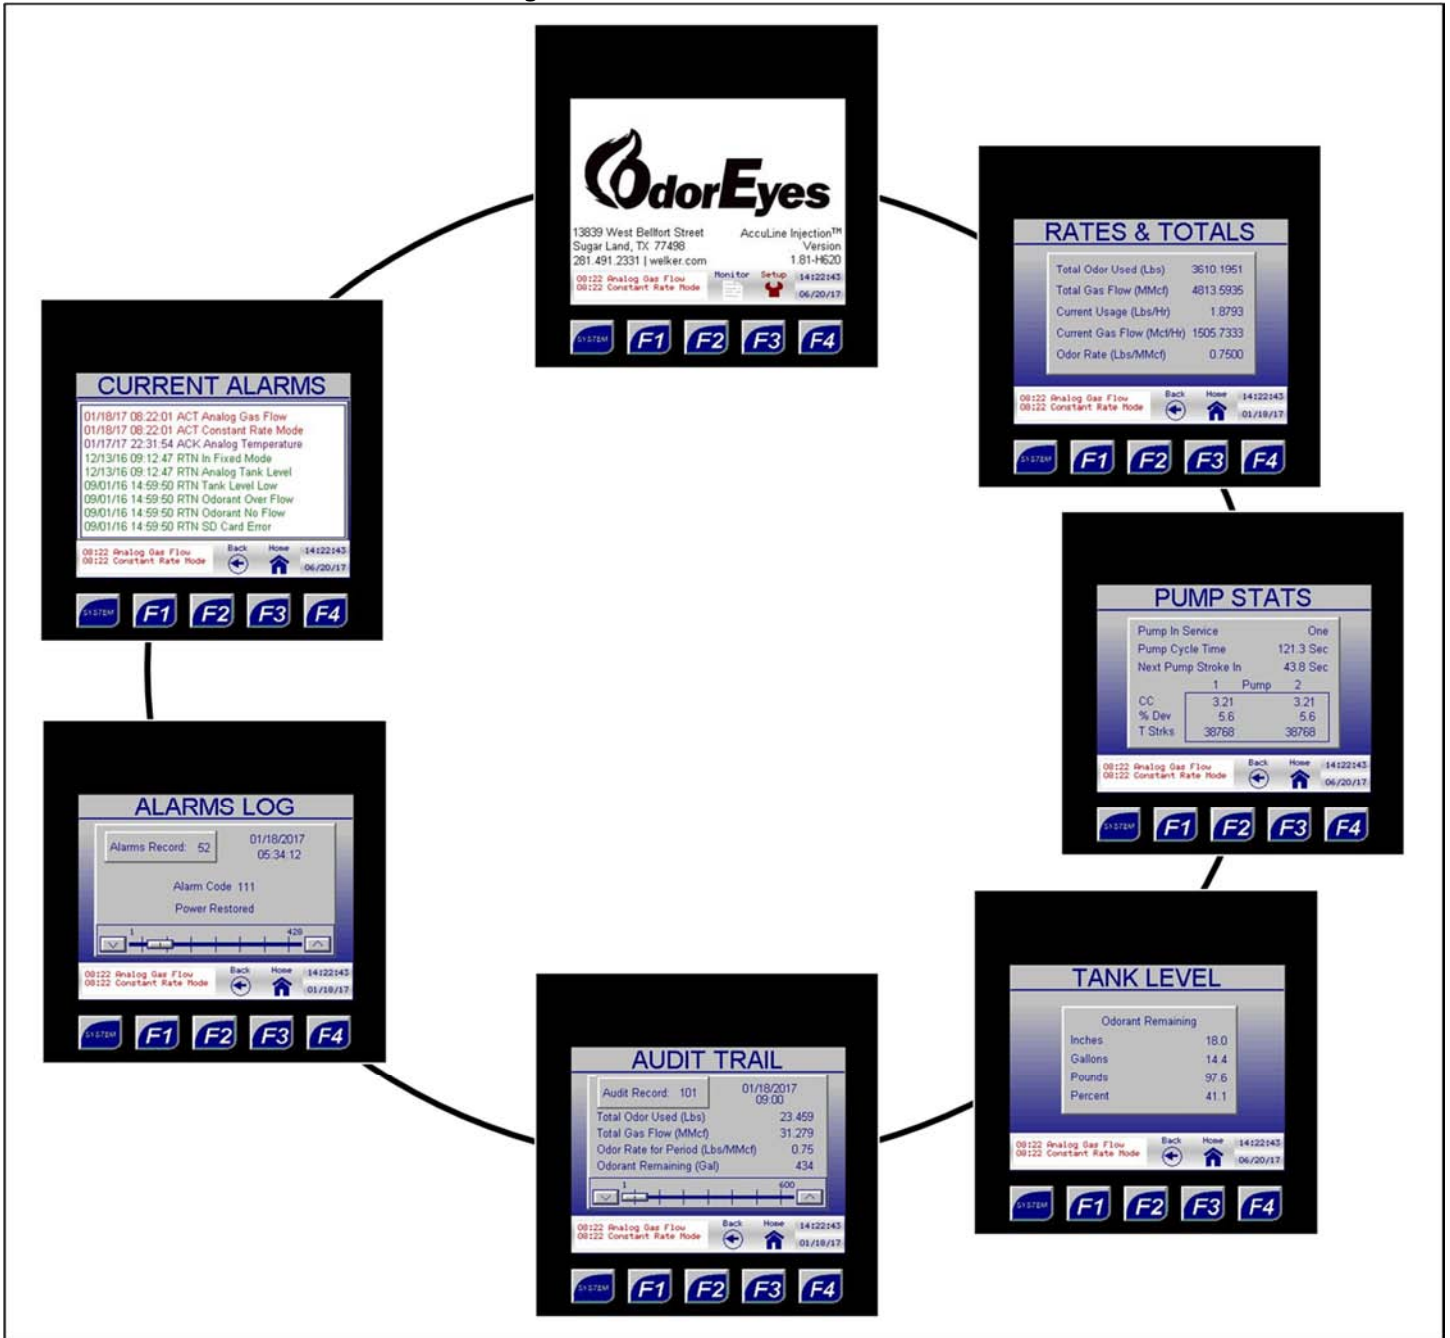 OdorEyes
13839 West Bellfort Street
Sugar Land, TX 77498
281.491.2331 | welker.com
AccuLine Injection™
Version
1.81-H620
08:22 Analog Gas Flow
08:22 Constant Rate Mode
Monitor
Setup
14:22:43
06/20/17
SYSTEM F1 F2 F3 F4
RATES & TOTALS
Total Odor Used (Lbs) 3610.1951
Total Gas Flow (MMcf) 4813.5935
Current Usage (Lbs/Hr) 1.8793
Current Gas Flow (Mcf/Hr) 1505.7333
Odor Rate (Lbs/MMcf) 0.7500
08:22 Analog Gas Flow
08:22 Constant Rate Mode
Back
Home
14:22:43
01/18/17
SYSTEM F1 F2 F3 F4
PUMP STATS
Pump In Service One
Pump Cycle Time 121.3 Sec
Next Pump Stroke In 43.8 Sec
1 Pump 2
CC 3.21 3.21
% Dev 5.6 5.6
T Strks 38768 38768
08:22 Analog Gas Flow
08:22 Constant Rate Mode
Back
Home
14:22:43
06/20/17
SYSTEM F1 F2 F3 F4
TANK LEVEL
Odorant Remaining
Inches 18.0
Gallons 14.4
Pounds 97.6
Percent 41.1
08:22 Analog Gas Flow
08:22 Constant Rate Mode
Back
Home
14:22:43
06/20/17
SYSTEM F1 F2 F3 F4
AUDIT TRAIL
Audit Record: 101
01/18/2017
09:00
Total Odor Used (Lbs) 23.459
Total Gas Flow (MMcf) 31.279
Odor Rate for Period (Lbs/MMcf) 0.75
Odorant Remaining (Gal) 434
1 600
08:22 Analog Gas Flow
08:22 Constant Rate Mode
Back
Home
14:22:43
01/18/17
SYSTEM F1 F2 F3 F4
ALARMS LOG
Alarms Record: 52
01/18/2017
05:34:12
Alarm Code 111
Power Restored
1 428
08:22 Analog Gas Flow
08:22 Constant Rate Mode
Back
Home
14:22:43
01/18/17
SYSTEM F1 F2 F3 F4
CURRENT ALARMS
01/18/17 08:22:01 ACT Analog Gas Flow
01/18/17 08:22:01 ACT Constant Rate Mode
01/17/17 22:31:54 ACK Analog Temperature
12/13/16 09:12:47 RTN In Fixed Mode
12/13/16 09:12:47 RTN Analog Tank Level
09/01/16 14:59:50 RTN Tank Level Low
09/01/16 14:59:50 RTN Odorant Over Flow
09/01/16 14:59:50 RTN Odorant No Flow
09/01/16 14:59:50 RTN SD Card Error
08:22 Analog Gas Flow
08:22 Constant Rate Mode
Back
Home
14:22:43
06/20/17
SYSTEM F1 F2 F3 F4